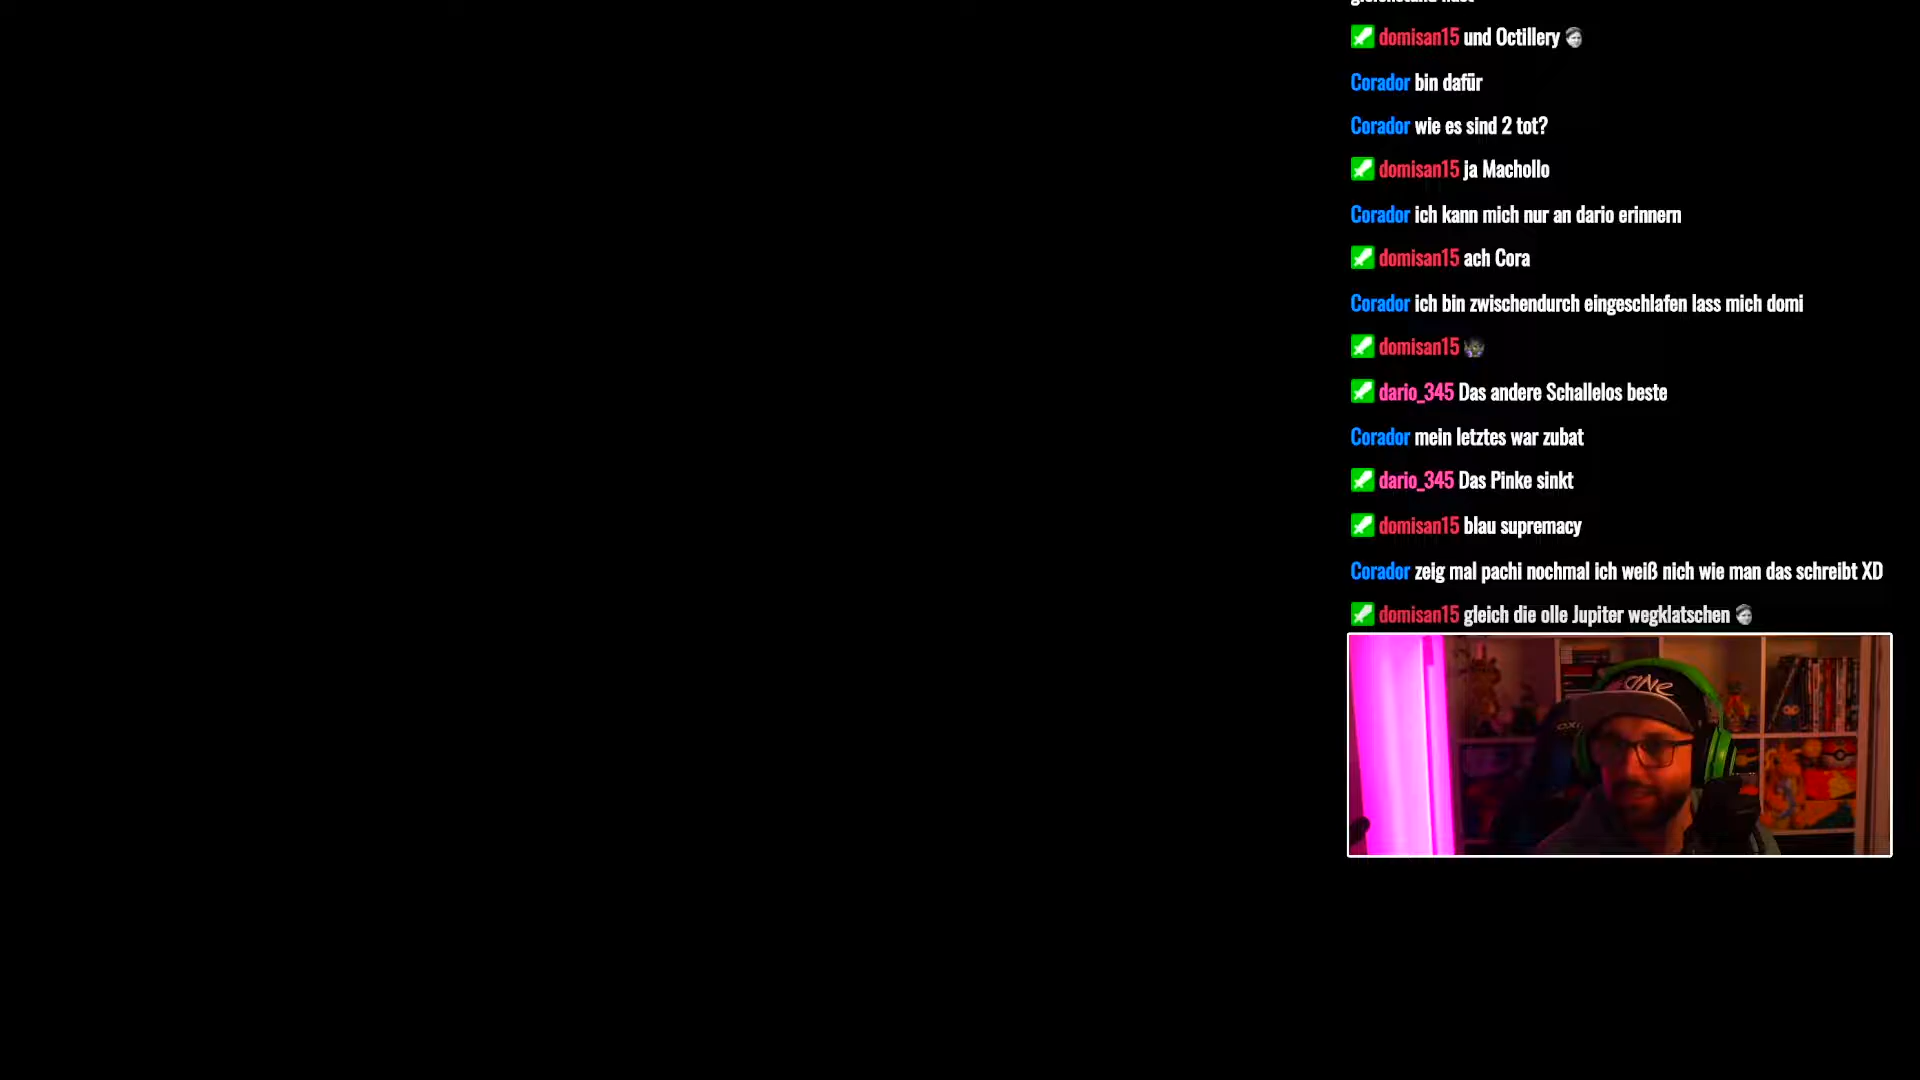 domisan15 und Octillery
Corador bin dafür
Corador wie es sind 2 tot?
domisan15 ja Machollo
Corador ich kann mich nur an dario erinnern
domisan15 ach Cora
Corador ich bin zwischendurch eingeschlafen lass mich domi
domisan15
dario_345 Das andere Schallelos beste
Corador mein letztes war zubat
dario_345 Das Pinke sinkt
domisan15 blau supremacy
Corador zeig mal pachi nochmal ich weiß nich wie man das schreibt XD
domisan15 gleich die olle Jupiter wegklatschen